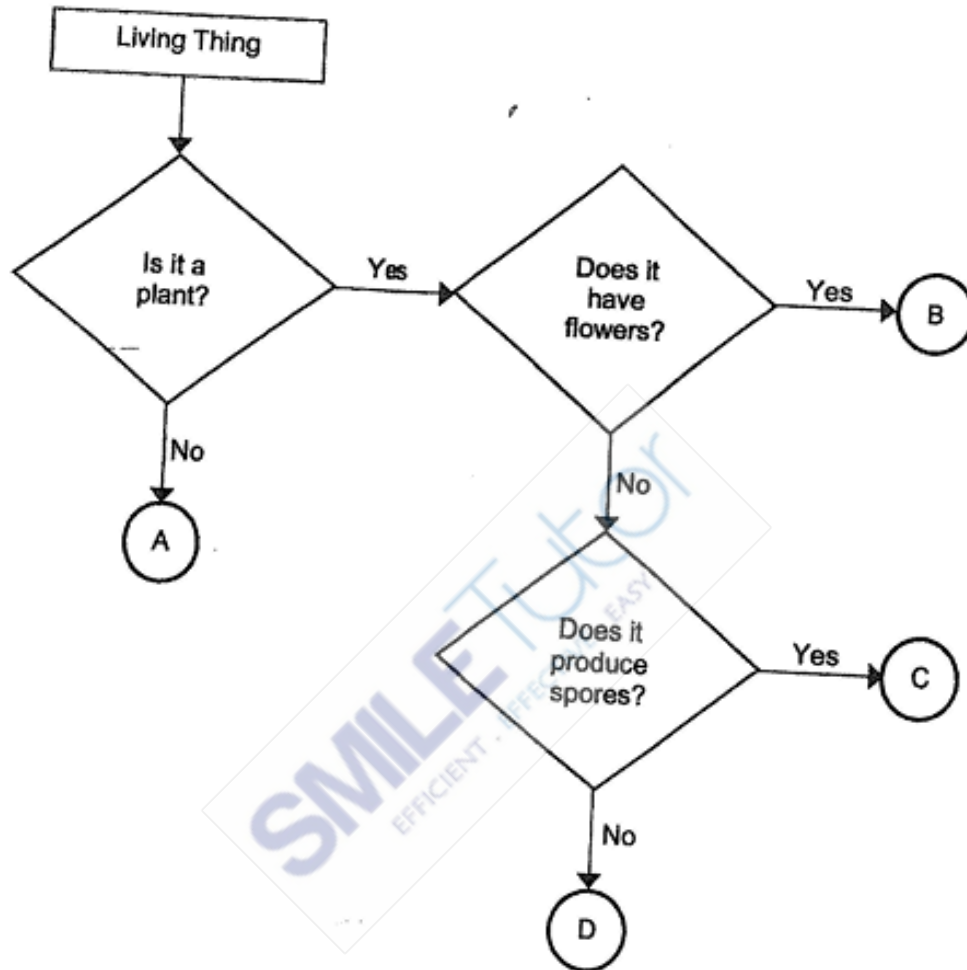 Living Thing
Is it a
plant?
Yes
Does it
have
flowers?
Yes
B
No
A
No
Does it
produce
spores?
Yes
C
No
D
SMILE Tutor
EFFICIENT . EFFECTIVE . EASY